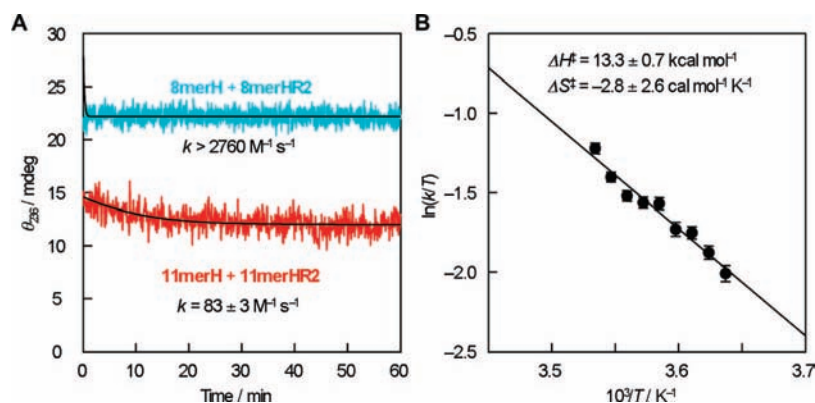 A
30
25
20
15
10
5
0
θ236 / mdeg
8merH + 8merHR2
k > 2760 M⁻¹ s⁻¹
11merH + 11merHR2
k = 83 ± 3 M⁻¹ s⁻¹
0 10 20 30 40 50 60
Time / min
B
–0.5
–1.0
–1.5
–2.0
–2.5
ln(k/T)
ΔH‡ = 13.3 ± 0.7 kcal mol⁻¹
ΔS‡ = –2.8 ± 2.6 cal mol⁻¹ K⁻¹
3.5 3.6 3.7
10³/T / K⁻¹